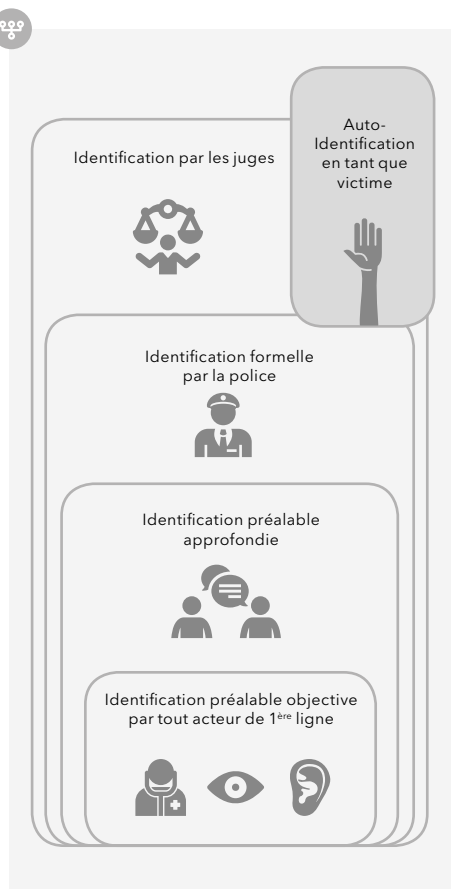 Auto-
Identification
en tant que
victime
Identification par les juges
Identification formelle
par la police
Identification préalable
approfondie
Identification préalable objective
par tout acteur de 1ère ligne